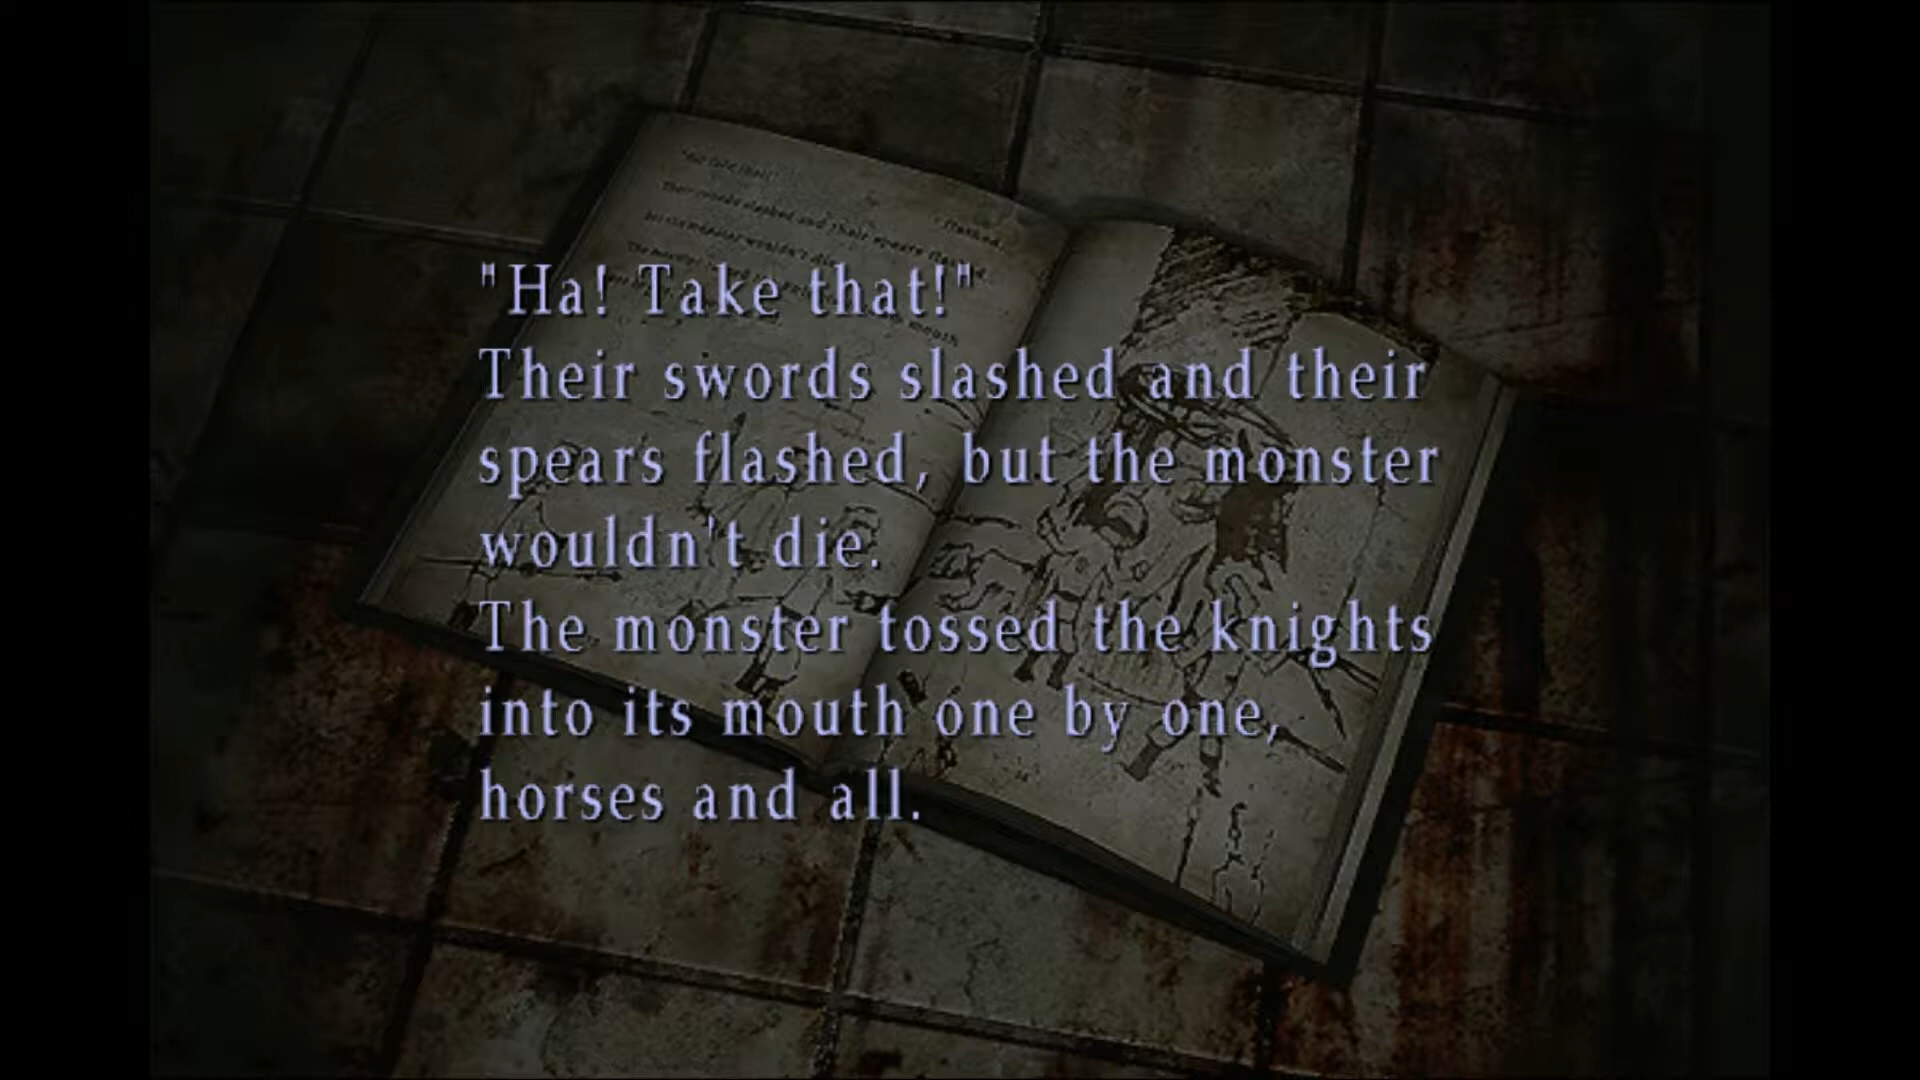 "Ha! Take that!"
Their swords slashed and their
spears flashed, but the monster
wouldn't die.
The monster tossed the knights
into its mouth one by one,
horses and all.